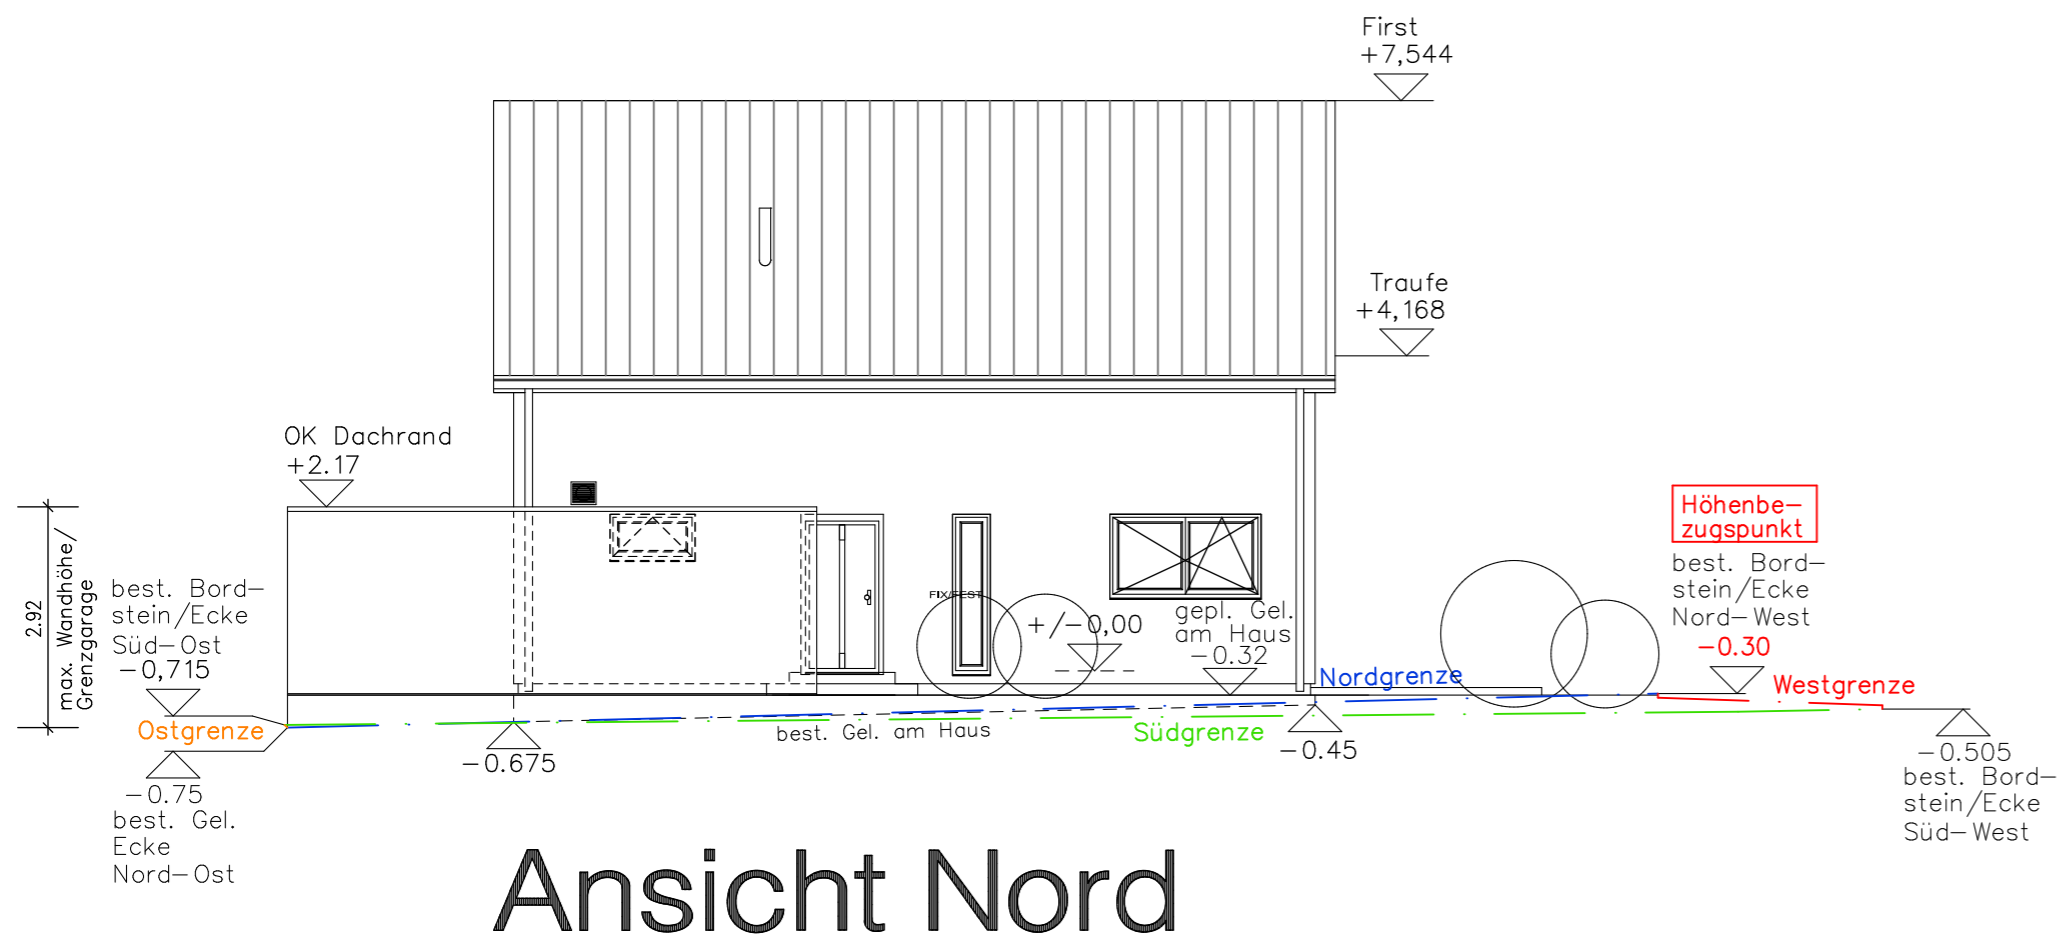 First
+7,544
Traufe
+4,168
OK Dachrand
+2.17
2.92
max. Wandhöhe/
Grenzgarage
best. Bord-
stein/Ecke
Süd-Ost
-0,715
Ostgrenze
-0.75
best. Gel.
Ecke
Nord-Ost
-0.675
FIX/FEST
+/-0,00
best. Gel. am Haus
gepl. Gel.
am Haus
-0.32
Nordgrenze
Südgrenze
-0.45
Höhenbe-
zugspunkt
best. Bord-
stein/Ecke
Nord-West
-0.30
Westgrenze
-0.505
best. Bord-
stein/Ecke
Süd-West
Ansicht Nord